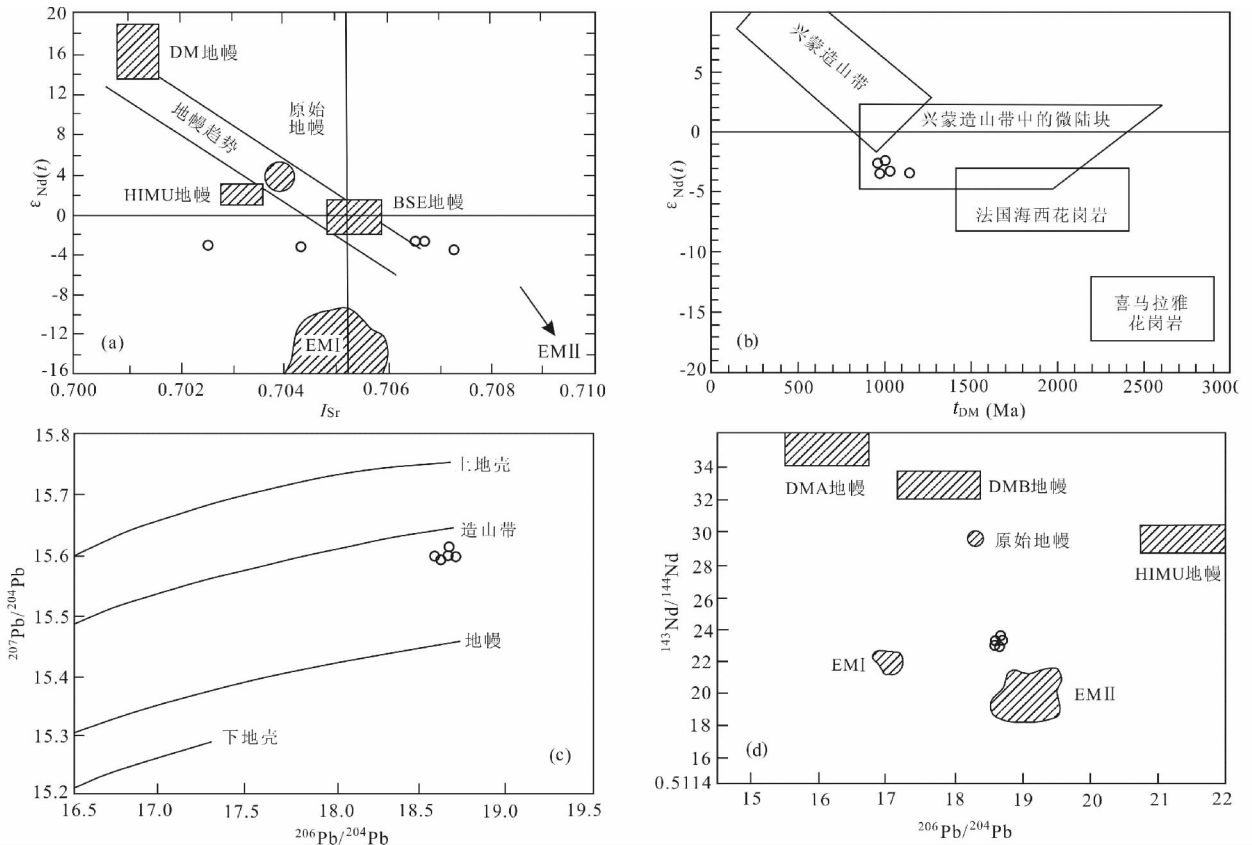 20
16
12
8
4
0
-4
-8
-12
-16
εNd(t)
DM地幔
原始
地幔
地幔趋势
HIMU地幔
BSE地幔
EMⅠ
EMⅡ
(a)
0.700
0.702
0.704
0.706
0.708
0.710
ISr
5
0
-5
-10
-15
-20
εNd(t)
兴蒙造山带
兴蒙造山带中的微陆块
法国海西花岗岩
喜马拉雅
花岗岩
(b)
0
500
1000
1500
2000
2500
3000
tDM (Ma)
15.8
15.7
15.6
15.5
15.4
15.3
15.2
207Pb/204Pb
上地壳
造山带
地幔
下地壳
(c)
16.5
17.0
17.5
18.0
18.5
19.0
19.5
206Pb/204Pb
34
32
30
28
26
24
22
20
18
16
0.5114
143Nd/144Nd
DMA地幔
DMB地幔
原始地幔
HIMU地幔
EMⅠ
EMⅡ
(d)
15
16
17
18
19
20
21
22
206Pb/204Pb